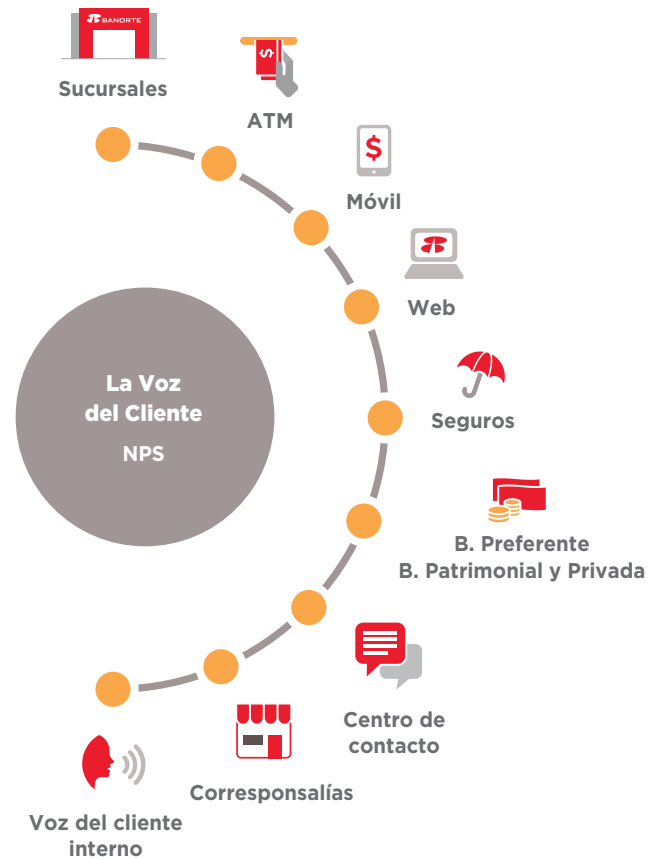 BANORTE
Sucursales
ATM
$
$
Móvil
Web
La Voz
del Cliente
NPS
Seguros
B. Preferente
B. Patrimonial y Privada
Centro de
contacto
Corresponsalías
Voz del cliente
interno